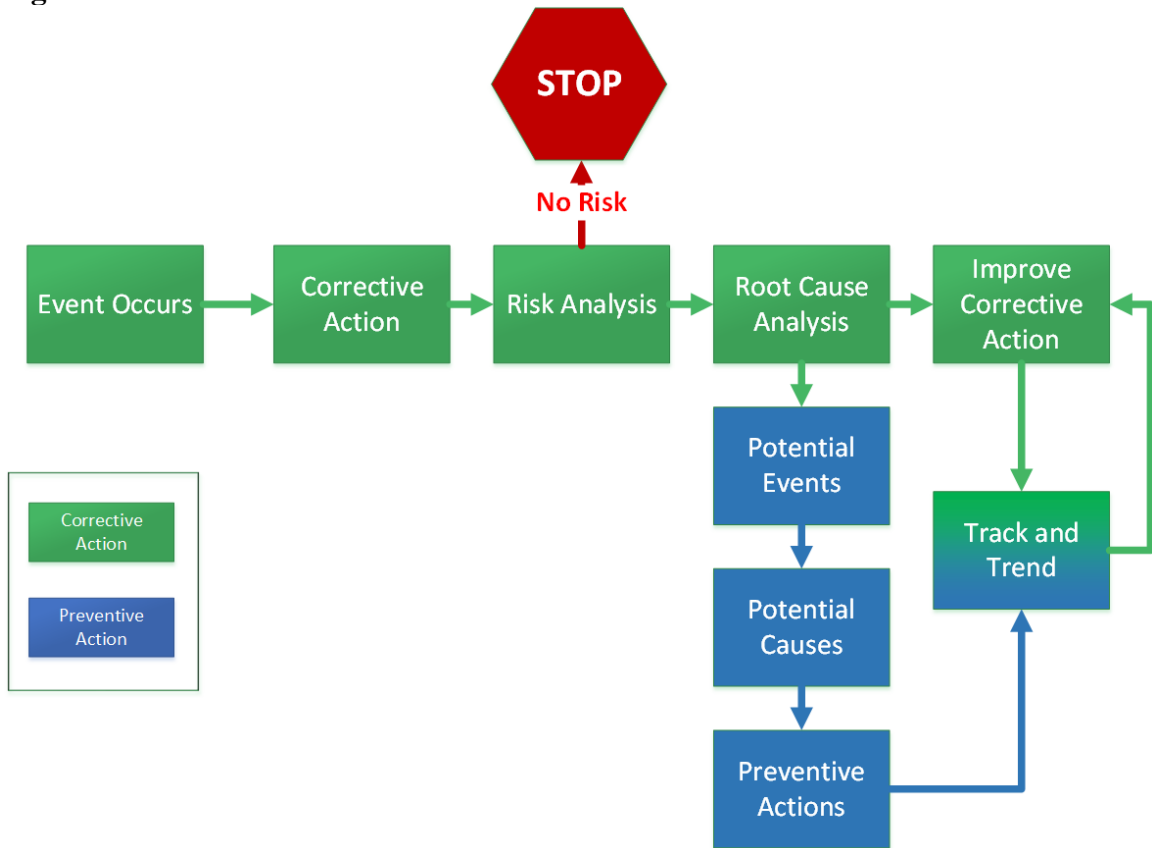 STOP
No Risk
Event Occurs
Corrective
Action
Risk Analysis
Root Cause
Analysis
Improve
Corrective
Action
Potential
Events
Track and
Trend
Potential
Causes
Preventive
Actions
Corrective
Action
Preventive
Action